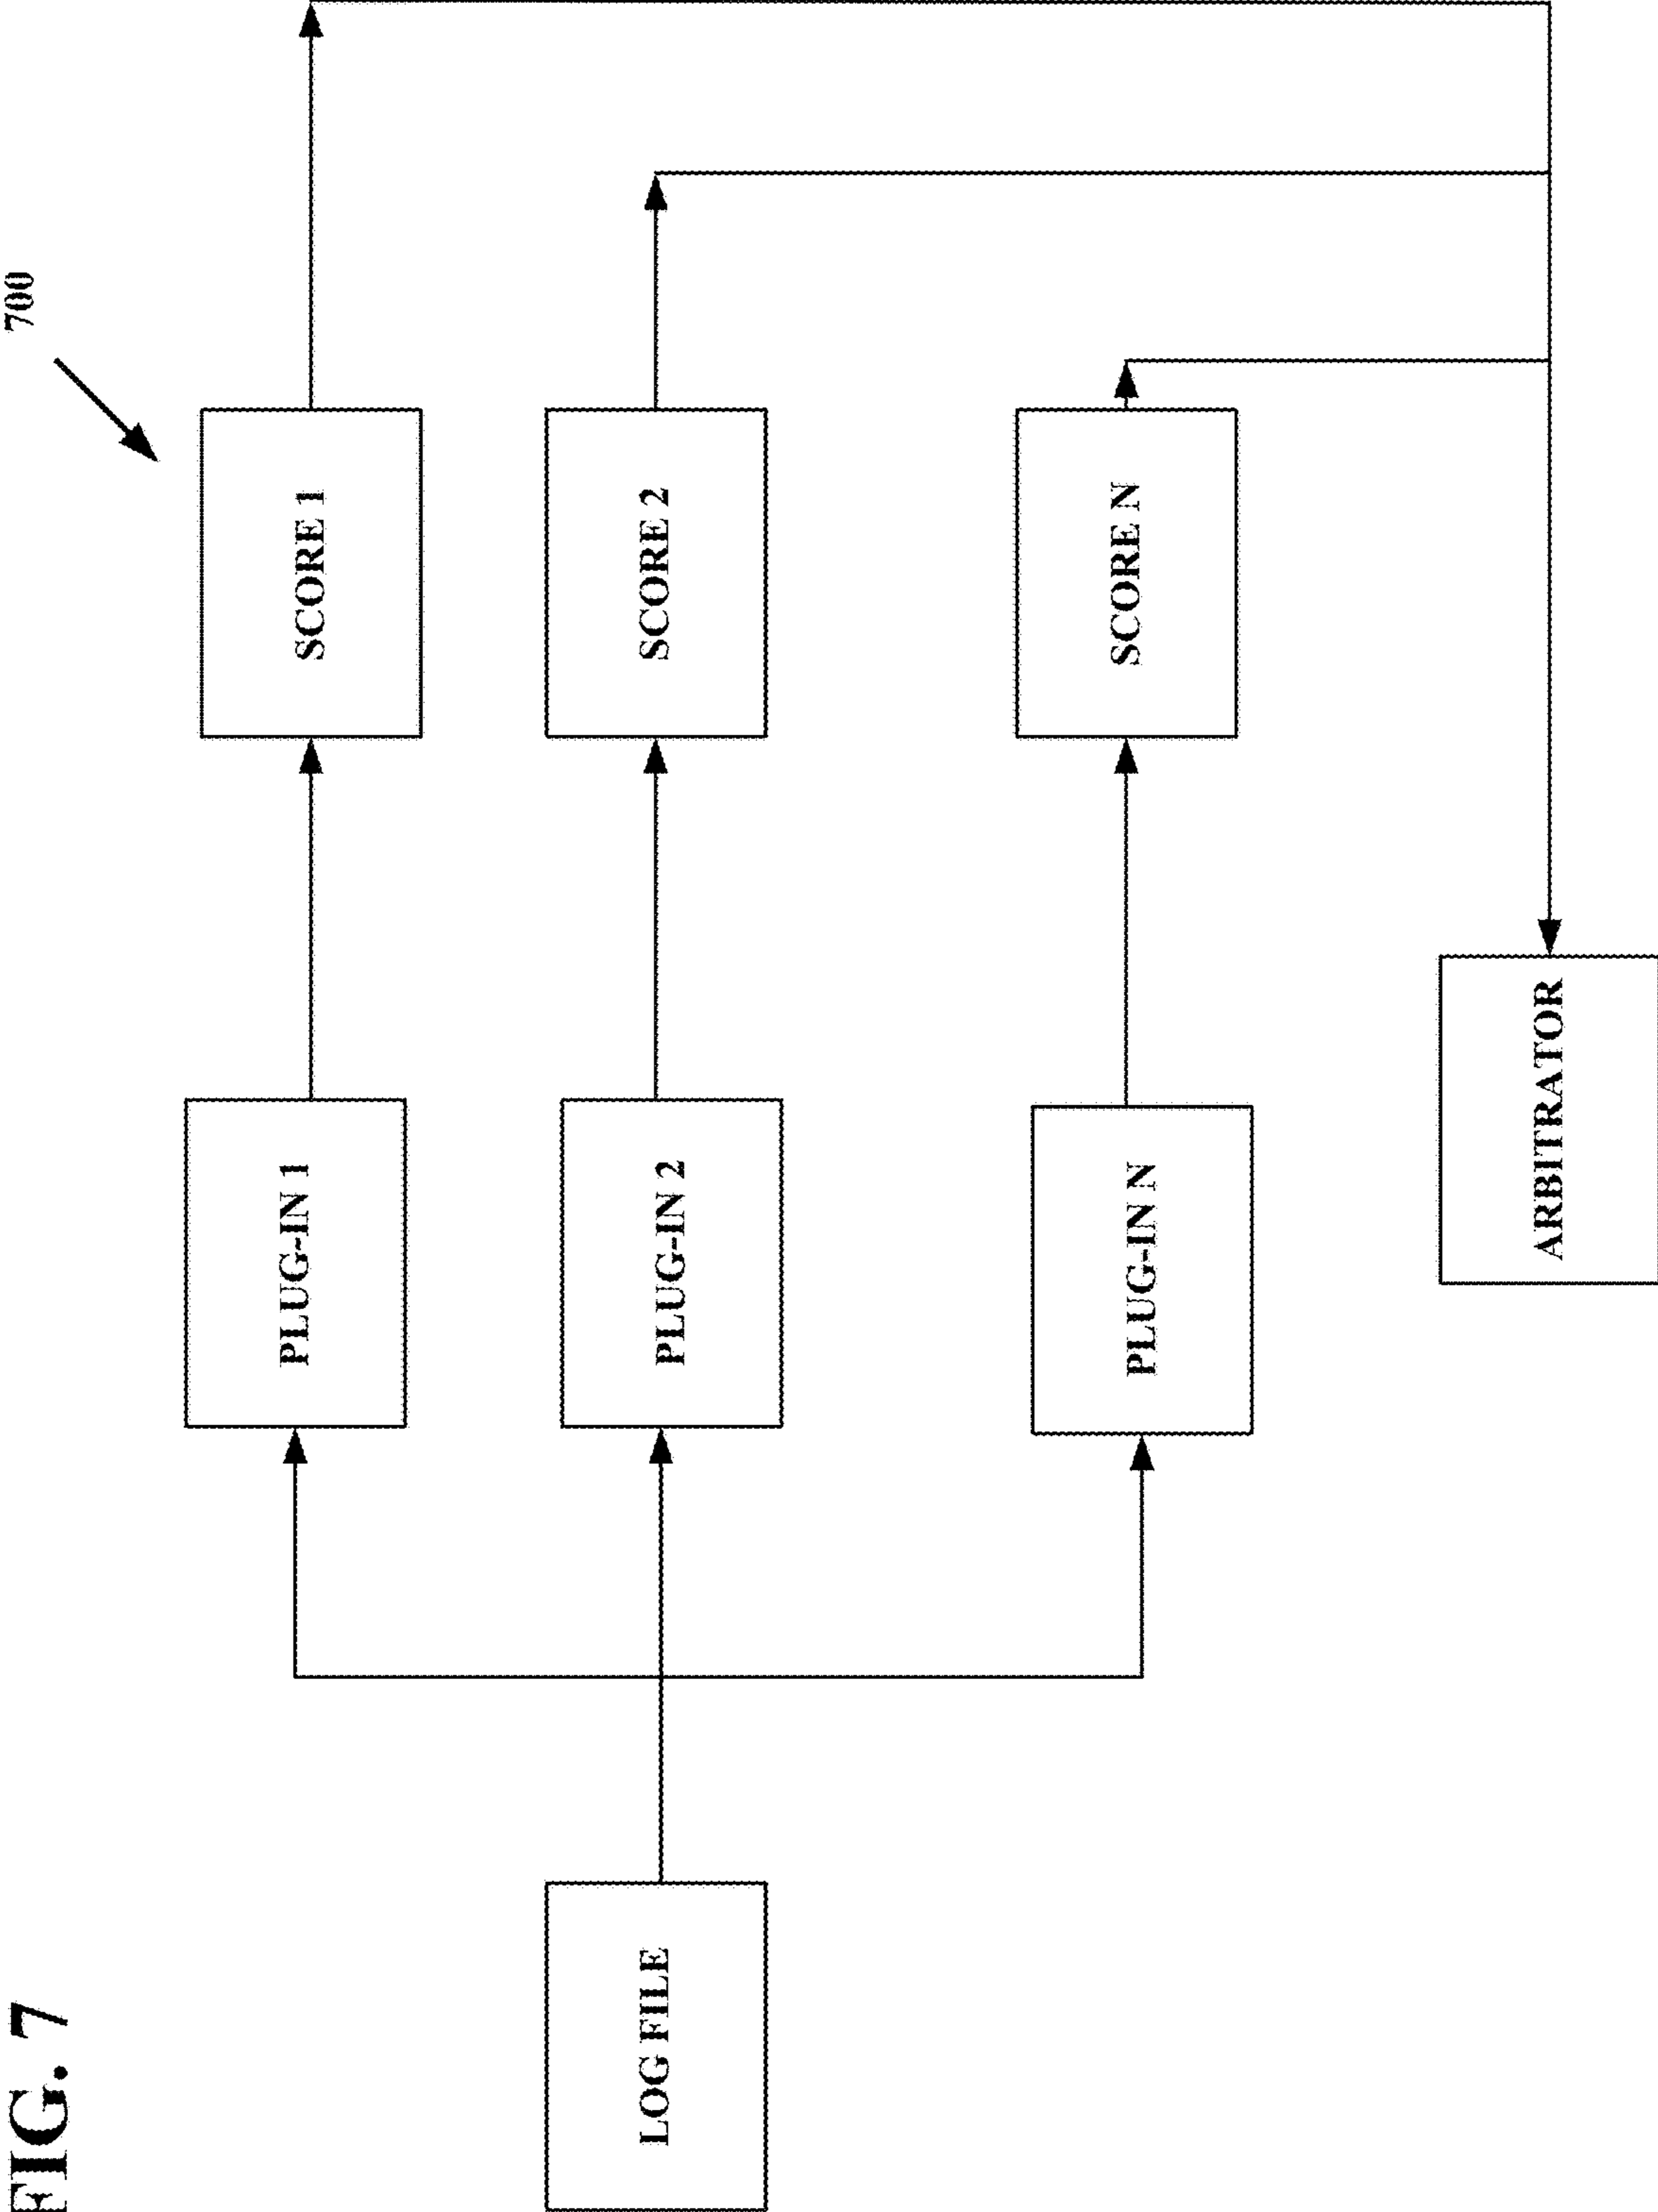 FIG. 7
700
LOG FILE
PLUG-IN 1
SCORE 1
PLUG-IN 2
SCORE 2
PLUG-IN N
SCORE N
ARBITRATOR